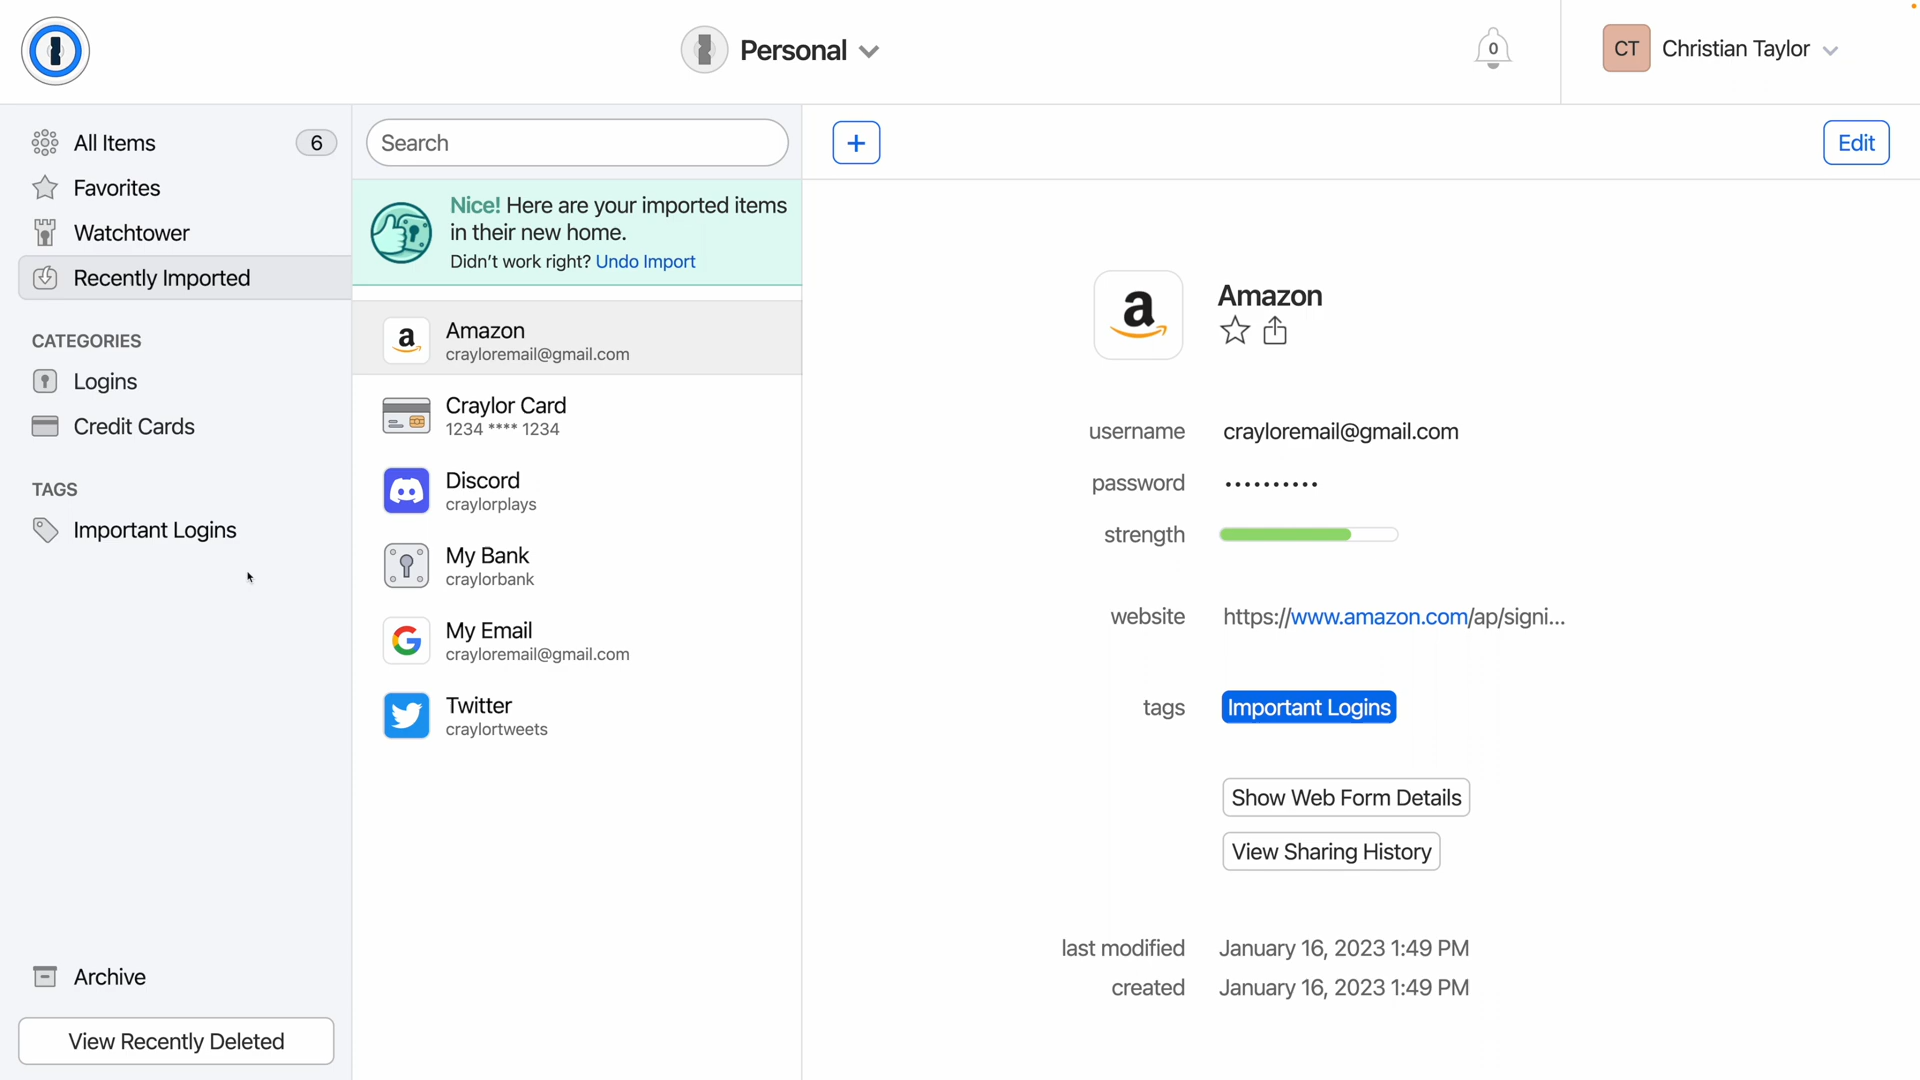 Personal
0
CT
Christian Taylor
All Items
6
Favorites
Watchtower
Recently Imported
CATEGORIES
Logins
Credit Cards
TAGS
Important Logins
Archive
View Recently Deleted
Search
Nice! Here are your imported items
in their new home.
Didn't work right? Undo Import
a
Amazon
crayloremail@gmail.com
Craylor Card
1234 **** 1234
Discord
craylorplays
My Bank
craylorbank
G
My Email
crayloremail@gmail.com
Twitter
craylortweets
+
Edit
a
Amazon
username crayloremail@gmail.com
password ••••••••••
strength
website https://www.amazon.com/ap/signi...
tags Important Logins
Show Web Form Details
View Sharing History
last modified January 16, 2023 1:49 PM
created January 16, 2023 1:49 PM